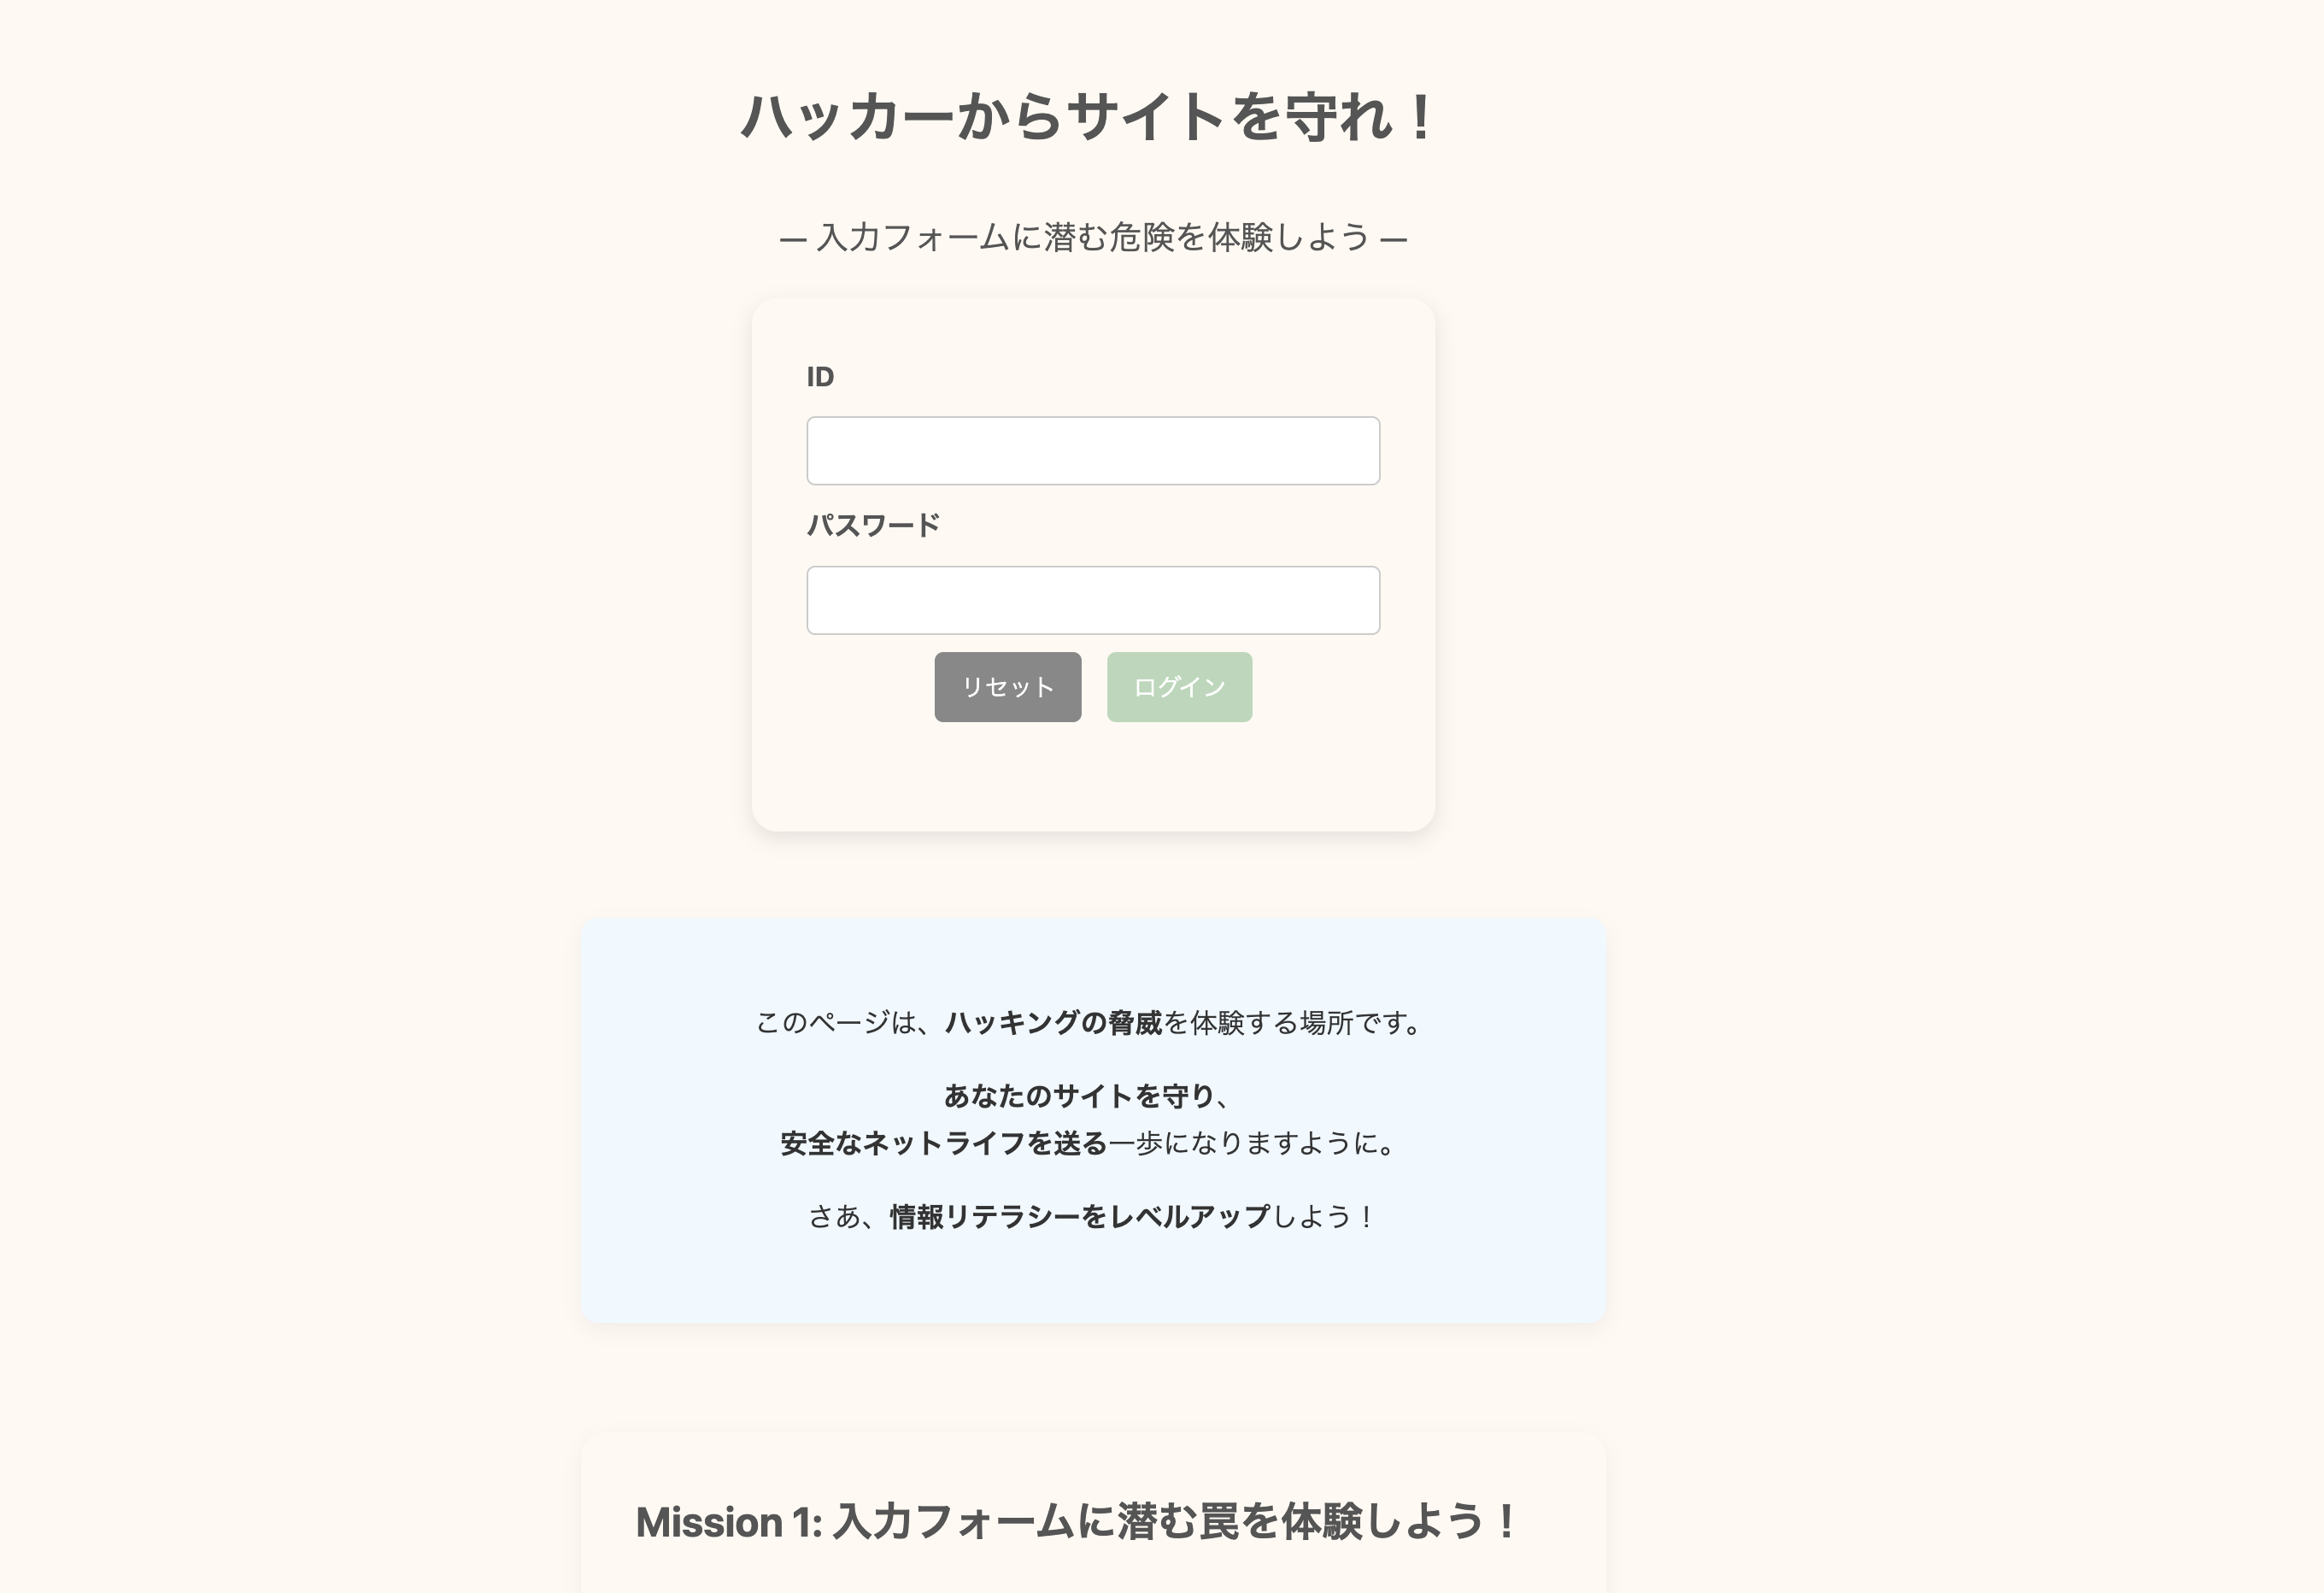 ハッカーからサイトを守れ！
— 入力フォームに潜む危険を体験しよう —
ID
パスワード
リセット
ログイン
このページは、ハッキングの脅威を体験する場所です。
あなたのサイトを守り、
安全なネットライフを送る一歩になりますように。
さあ、情報リテラシーをレベルアップしよう！
Mission 1: 入力フォームに潜む罠を体験しよう！